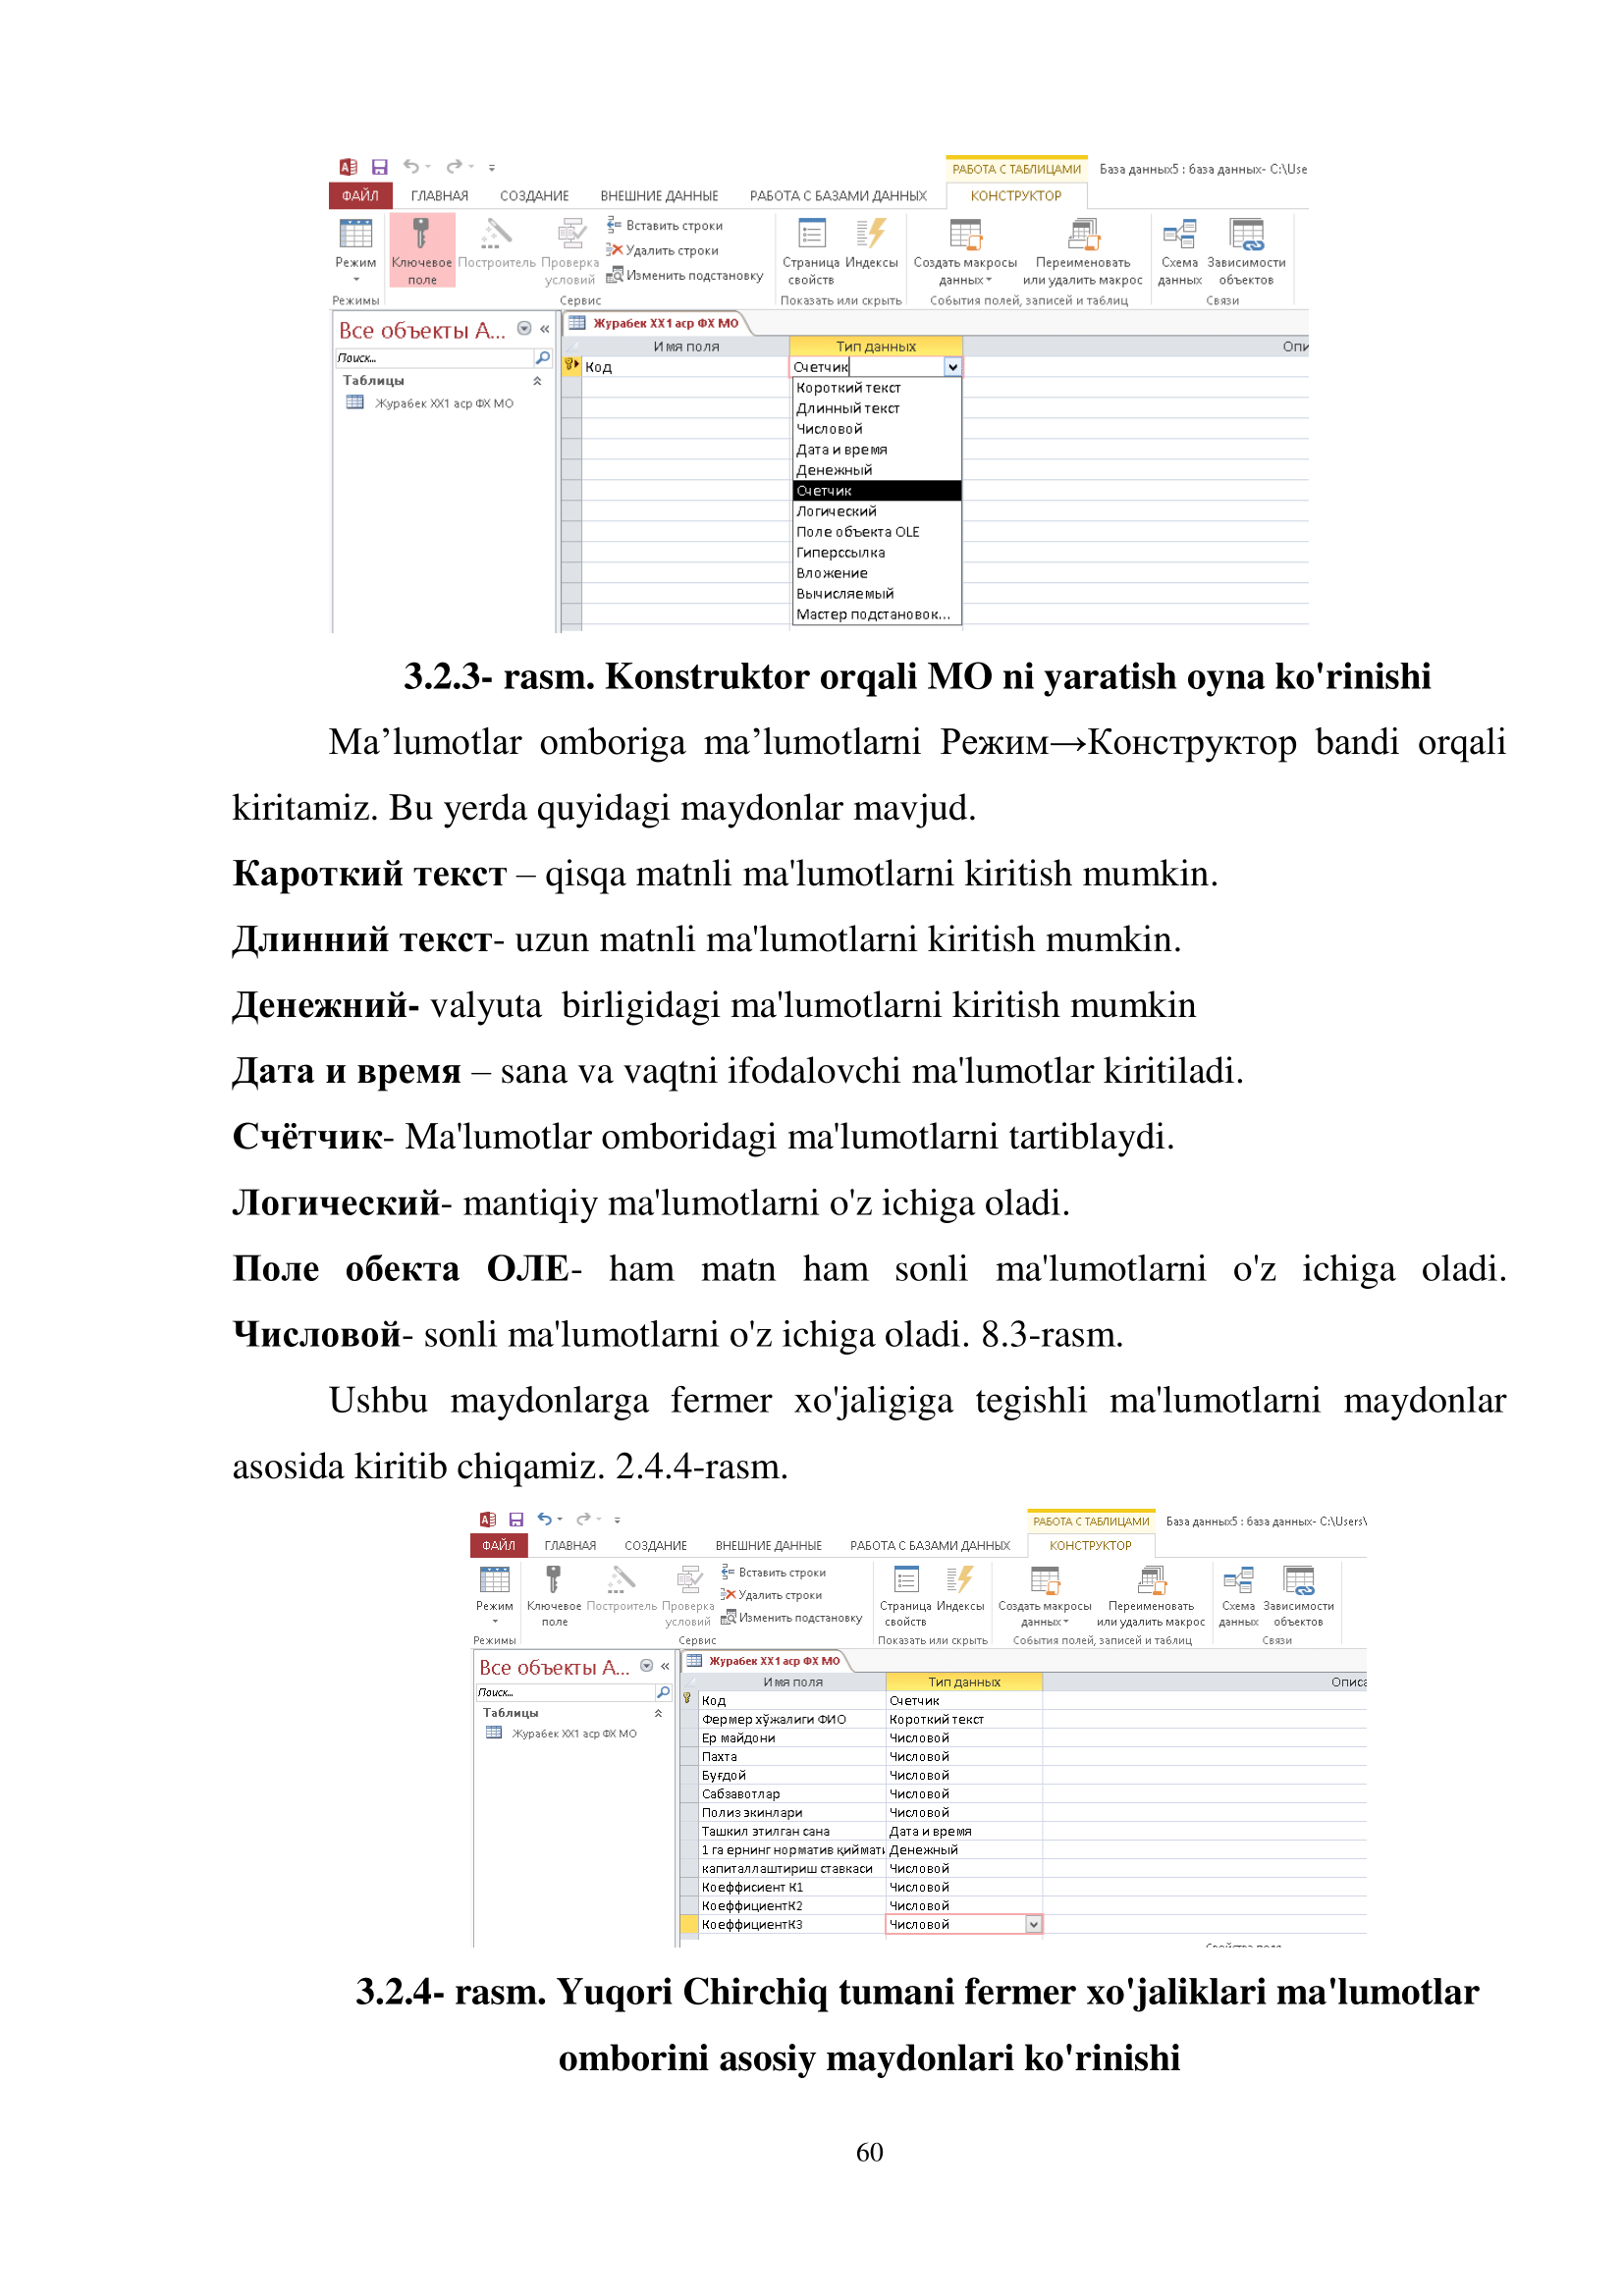 РАБОТА С ТАБЛИЦАМИ База данных5 : база данных- C:\Use
ФАЙЛ ГЛАВНАЯ СОЗДАНИЕ ВНЕШНИЕ ДАННЫЕ РАБОТА С БАЗАМИ ДАННЫХ КОНСТРУКТОР
Режим Ключевое поле Построитель Проверка условий
Вставить строки
Удалить строки
Изменить подстановку
Страница свойств Индексы Создать макросы данных Переименовать или удалить макрос Схема данных Зависимости объектов
Режимы Сервис Показать или скрыть События полей, записей и таблиц Связи
Все объекты A... «
Журабек XX1 аср ФХ МО
Поиск...
Имя поля Тип данных Опи
Таблицы
Код Счетчик
Журабек XX1 аср ФХ МО
Короткий текст
Длинный текст
Числовой
Дата и время
Денежный
Счетчик
Логический
Поле объекта OLE
Гиперссылка
Вложение
Вычисляемый
Мастер подстановок...
3.2.3- rasm. Konstruktor orqali MO ni yaratish oyna ko'rinishi
Ma’lumotlar omboriga ma’lumotlarni Режим→Конструктор bandi orqali
kiritamiz. Bu yerda quyidagi maydonlar mavjud.
Кароткий текст – qisqa matnli ma'lumotlarni kiritish mumkin.
Длинний текст- uzun matnli ma'lumotlarni kiritish mumkin.
Денежний- valyuta birligidagi ma'lumotlarni kiritish mumkin
Дата и время – sana va vaqtni ifodalovchi ma'lumotlar kiritiladi.
Счётчик- Ma'lumotlar omboridagi ma'lumotlarni tartiblaydi.
Логический- mantiqiy ma'lumotlarni o'z ichiga oladi.
Поле обекта ОЛЕ- ham matn ham sonli ma'lumotlarni o'z ichiga oladi.
Числовой- sonli ma'lumotlarni o'z ichiga oladi. 8.3-rasm.
Ushbu maydonlarga fermer xo'jaligiga tegishli ma'lumotlarni maydonlar
asosida kiritib chiqamiz. 2.4.4-rasm.
РАБОТА С ТАБЛИЦАМИ База данных5 : база данных- C:\Users\
ФАЙЛ ГЛАВНАЯ СОЗДАНИЕ ВНЕШНИЕ ДАННЫЕ РАБОТА С БАЗАМИ ДАННЫХ КОНСТРУКТОР
Режим Ключевое поле Построитель Проверка условий
Вставить строки
Удалить строки
Изменить подстановку
Страница свойств Индексы Создать макросы данных Переименовать или удалить макрос Схема данных Зависимости объектов
Режимы Сервис Показать или скрыть События полей, записей и таблиц Связи
Все объекты A... «
Журабек XX1 аср ФХ МО
Поиск...
Имя поля Тип данных Описа
Таблицы
Журабек XX1 аср ФХ МО
Код Счетчик
Фермер хўжалиги ФИО Короткий текст
Ер майдони Числовой
Пахта Числовой
Буғдой Числовой
Сабзавотлар Числовой
Полиз экинлари Числовой
Ташкил этилган сана Дата и время
1 га ернинг норматив қиймати Денежный
капиталлаштириш ставкаси Числовой
Коеффисиент К1 Числовой
КоеффициентК2 Числовой
КоеффициентК3 Числовой
Свойства поля
3.2.4- rasm. Yuqori Chirchiq tumani fermer xo'jaliklari ma'lumotlar
omborini asosiy maydonlari ko'rinishi
60